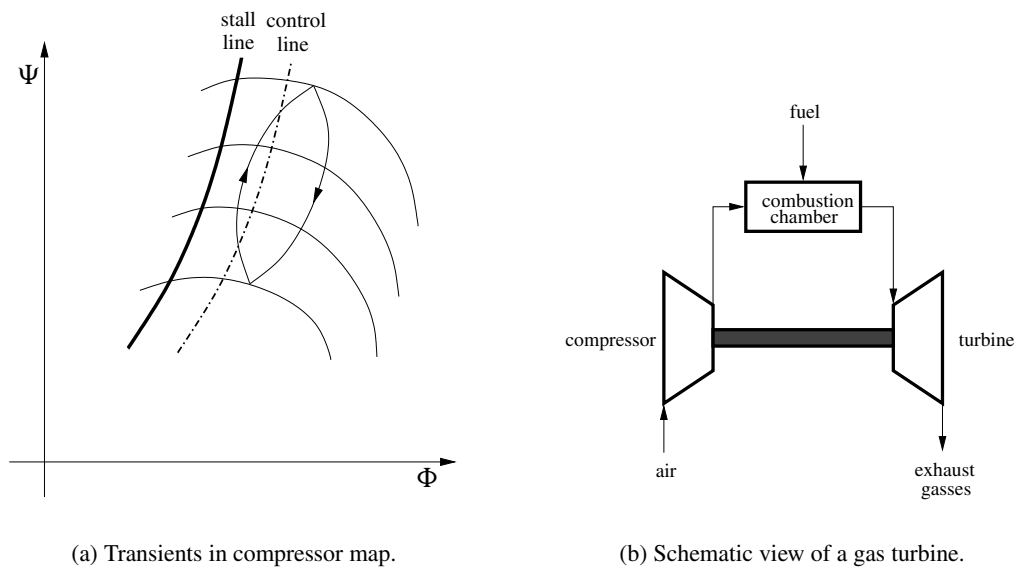 stall control
line line
Ψ
Φ
(a) Transients in compressor map.
fuel
combustion
chamber
compressor
turbine
air
exhaust
gasses
(b) Schematic view of a gas turbine.